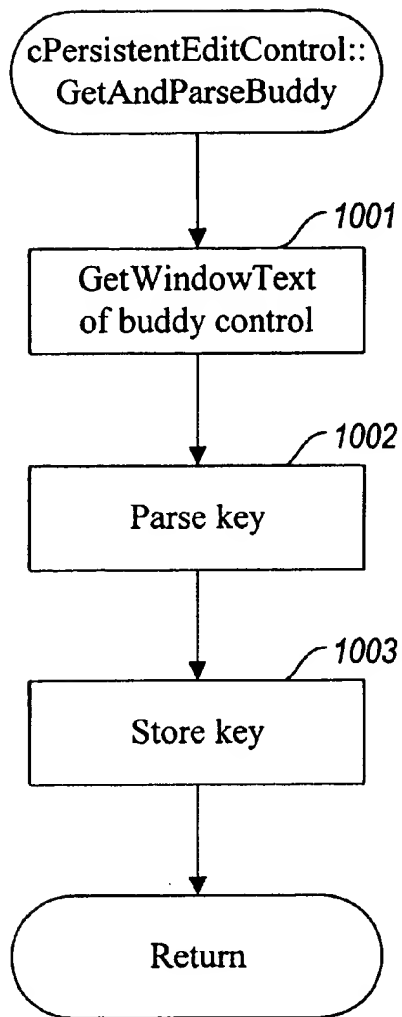 cPersistentEditControl::
GetAndParseBuddy
1001
GetWindowText
of buddy control
1002
Parse key
1003
Store key
Return